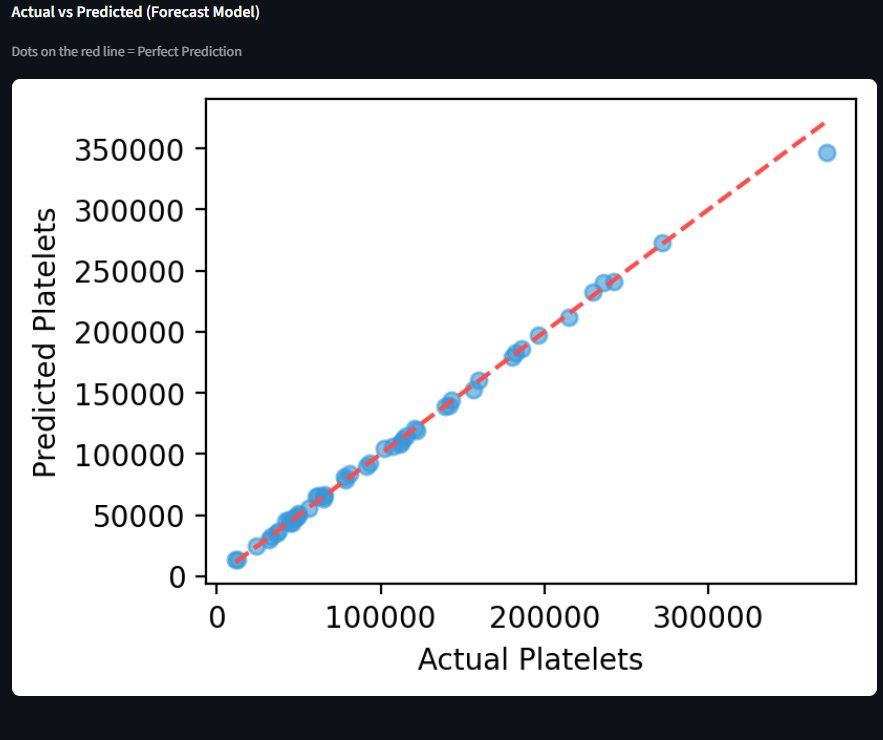 Actual vs Predicted (Forecast Model)
Dots on the red line = Perfect Prediction
350000
300000
250000
200000
150000
100000
50000
0
Predicted Platelets
0 100000 200000 300000
Actual Platelets